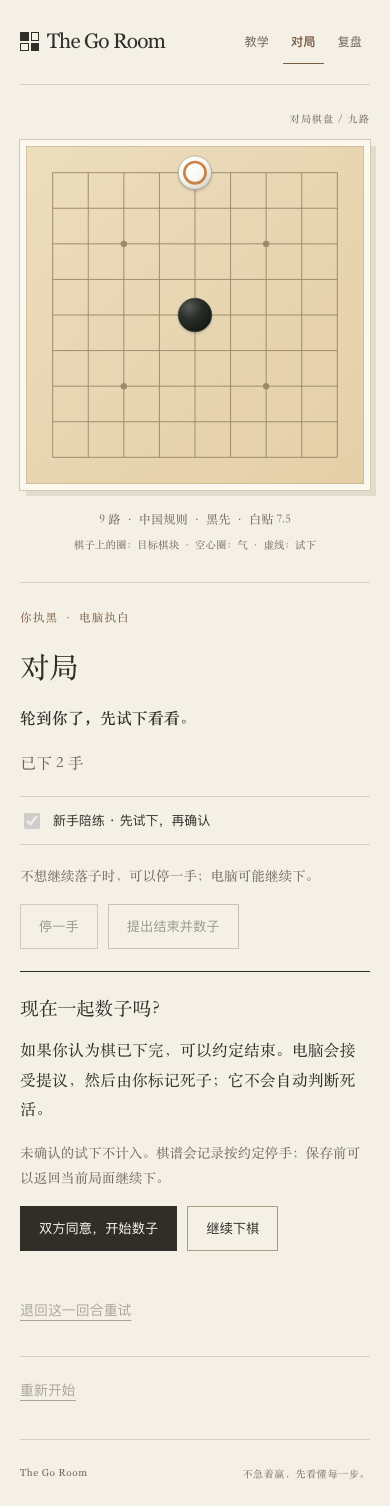 The Go Room
教学 对局 复盘
对局棋盘 / 九路
9 路 · 中国规则 · 黑先 · 白贴 7.5
棋子上的圈：目标棋块 · 空心圈：气 · 虚线：试下
你执黑 · 电脑执白
对局
轮到你了，先试下看看。
已下 2 手
新手陪练 · 先试下，再确认
不想继续落子时，可以停一手；电脑可能继续下。
停一手 提出结束并数子
现在一起数子吗？
如果你认为棋已下完，可以约定结束。电脑会接
受提议，然后由你标记死子；它不会自动判断死
活。
未确认的试下不计入。棋谱会记录按约定停手；保存前可
以返回当前局面继续下。
双方同意，开始数子 继续下棋
退回这一回合重试
重新开始
The Go Room 不急着赢，先看懂每一步。